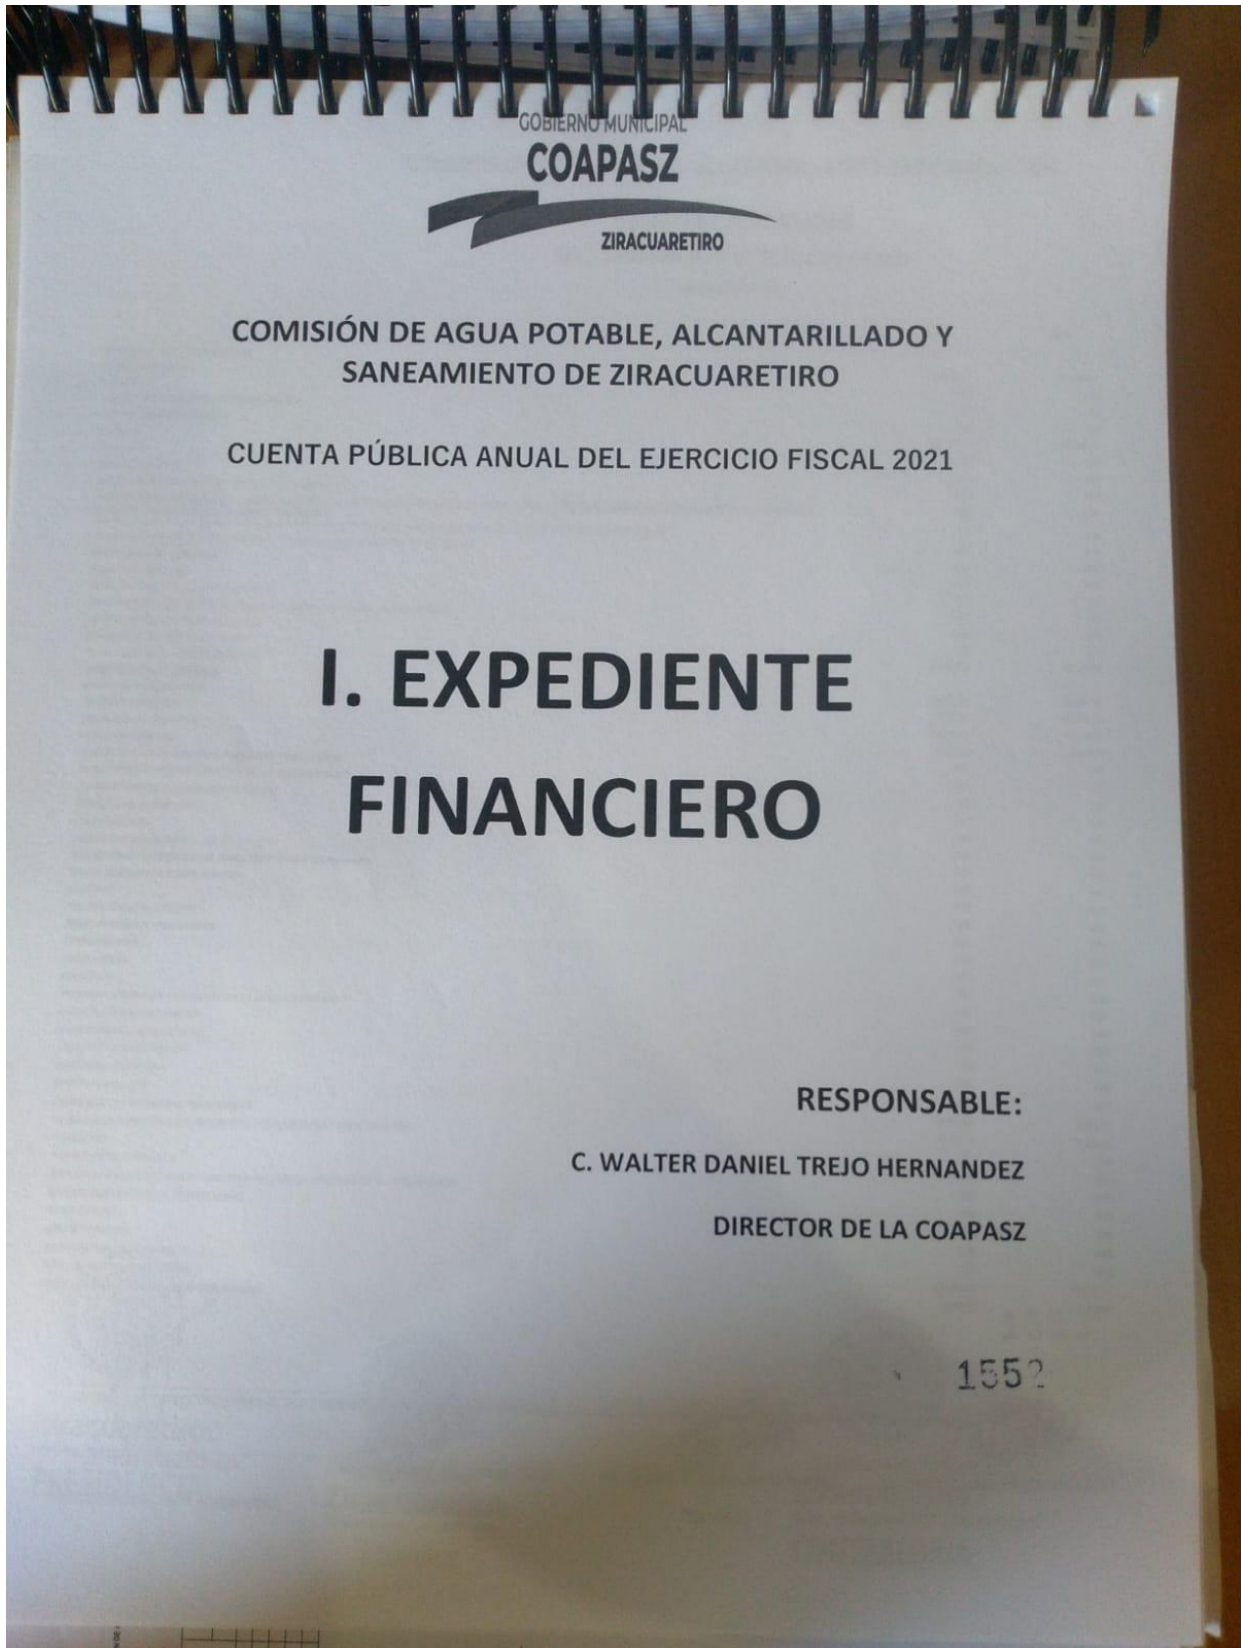 GOBIERNO MUNICIPAL
COAPASZ
ZIRACUARETIRO
COMISIÓN DE AGUA POTABLE, ALCANTARILLADO Y
SANEAMIENTO DE ZIRACUARETIRO
CUENTA PÚBLICA ANUAL DEL EJERCICIO FISCAL 2021
I. EXPEDIENTE
FINANCIERO
RESPONSABLE:
C. WALTER DANIEL TREJO HERNANDEZ
DIRECTOR DE LA COAPASZ